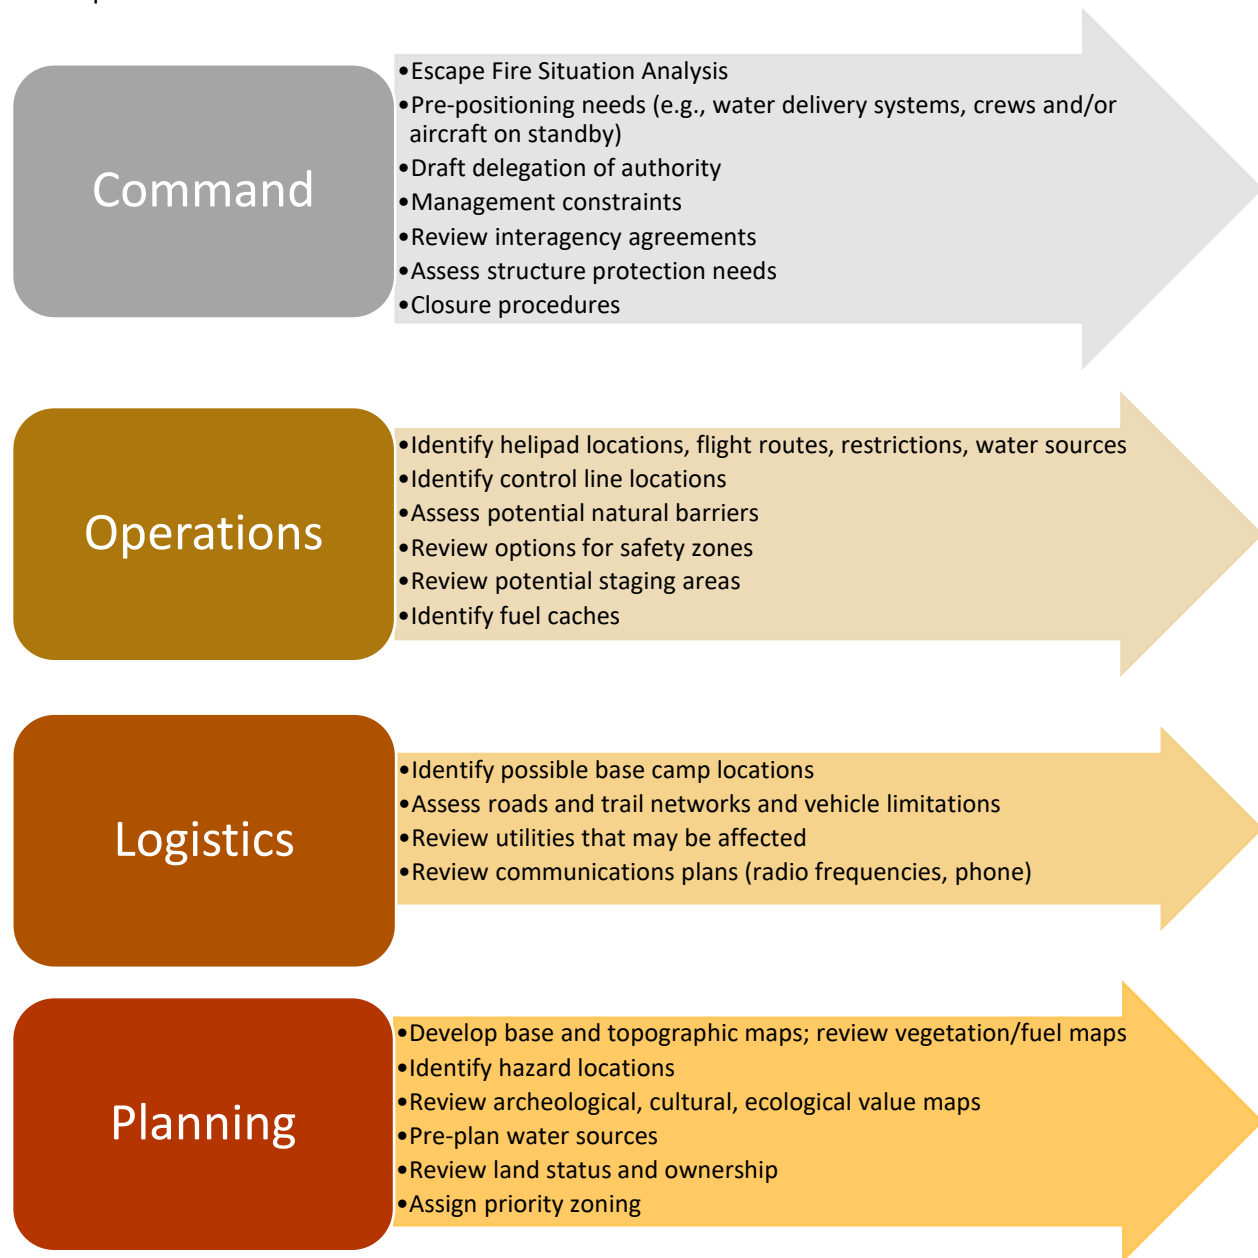 Command
•Escape Fire Situation Analysis
•Pre-positioning needs (e.g., water delivery systems, crews and/or
aircraft on standby)
•Draft delegation of authority
•Management constraints
•Review interagency agreements
•Assess structure protection needs
•Closure procedures
Operations
•Identify helipad locations, flight routes, restrictions, water sources
•Identify control line locations
•Assess potential natural barriers
•Review options for safety zones
•Review potential staging areas
•Identify fuel caches
Logistics
•Identify possible base camp locations
•Assess roads and trail networks and vehicle limitations
•Review utilities that may be affected
•Review communications plans (radio frequencies, phone)
Planning
•Develop base and topographic maps; review vegetation/fuel maps
•Identify hazard locations
•Review archeological, cultural, ecological value maps
•Pre-plan water sources
•Review land status and ownership
•Assign priority zoning